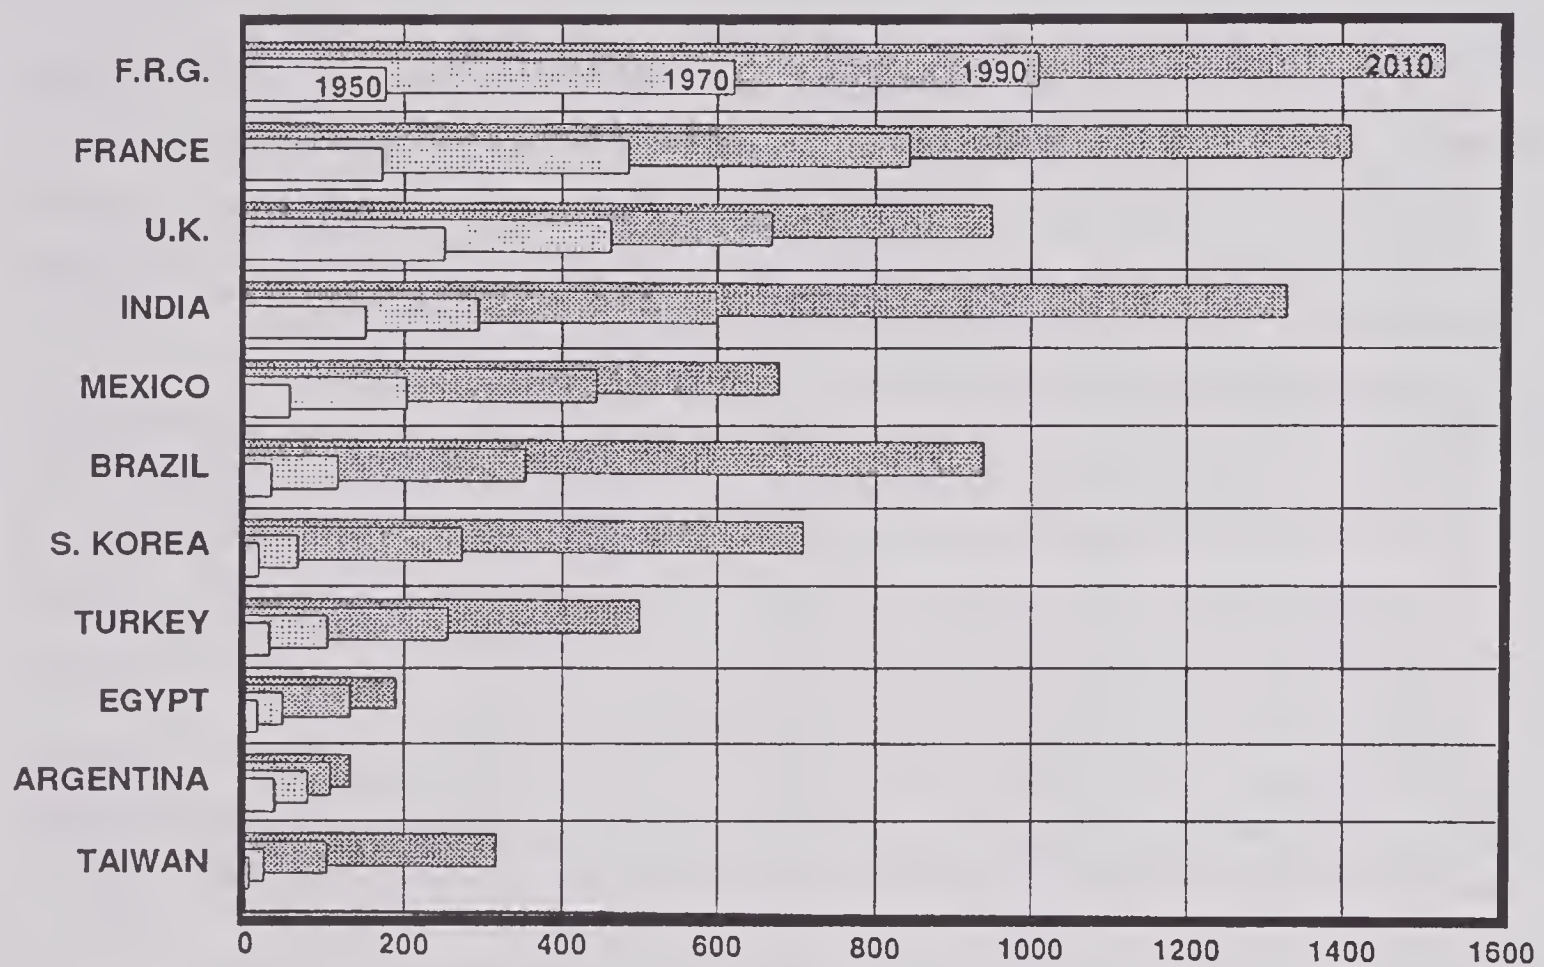 F.R.G.
1950 1970 1990 2010
FRANCE
U.K.
INDIA
MEXICO
BRAZIL
S. KOREA
TURKEY
EGYPT
ARGENTINA
TAIWAN
0 200 400 600 800 1000 1200 1400 1600